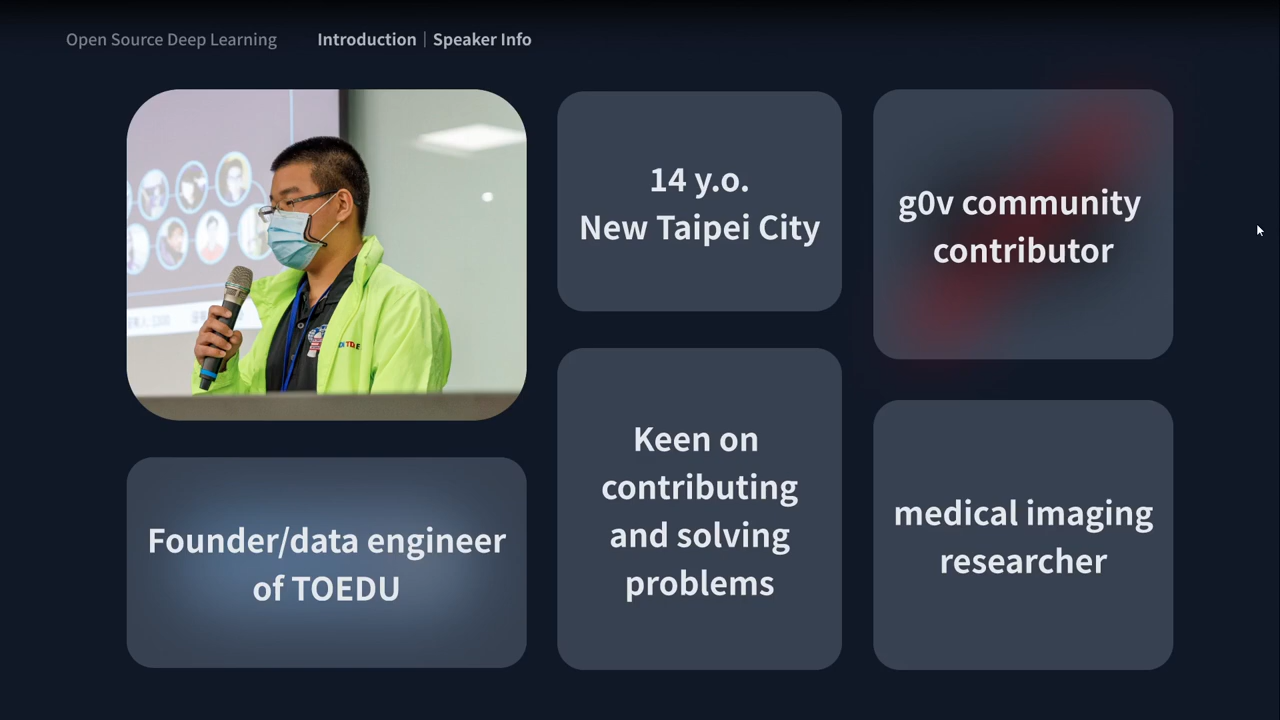 Open Source Deep Learning
Introduction | Speaker Info
14 y.o.
New Taipei City
g0v community
contributor
Founder/data engineer
of TOEDU
Keen on
contributing
and solving
problems
medical imaging
researcher